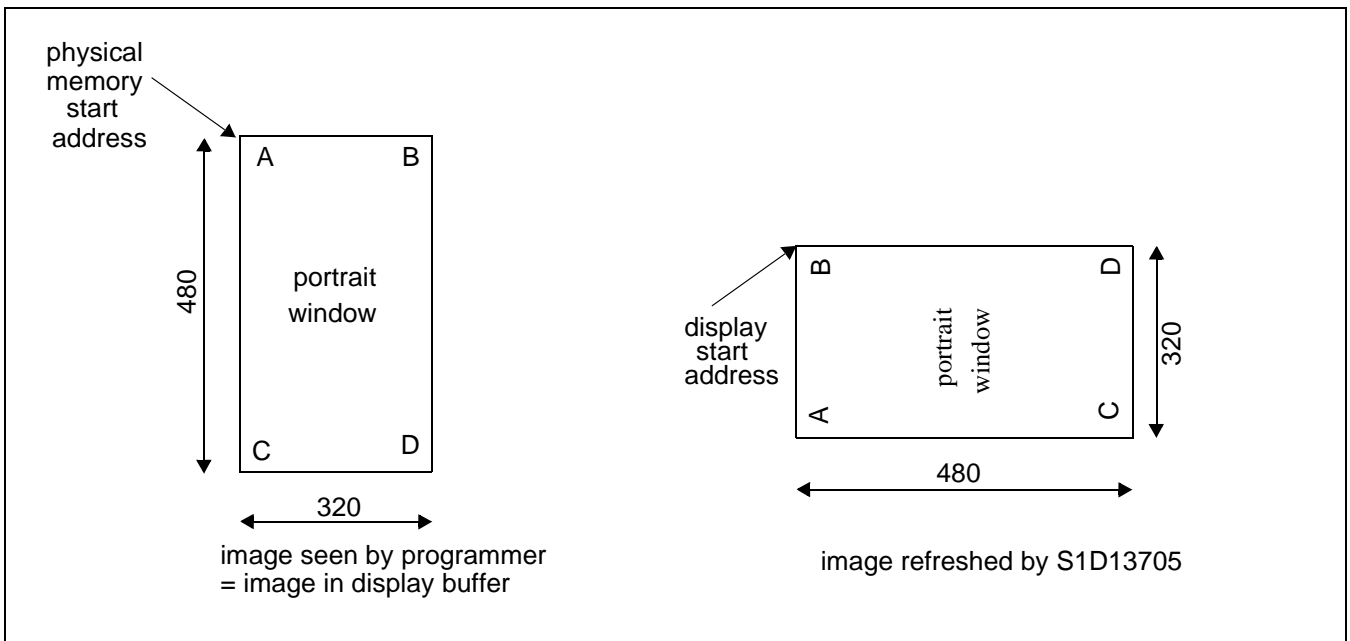 physical
memory
start
address
A B
480
portrait
window
C D
320
image seen by programmer
= image in display buffer
display
start
address
B D
portrait
window
A C
320
480
image refreshed by S1D13705